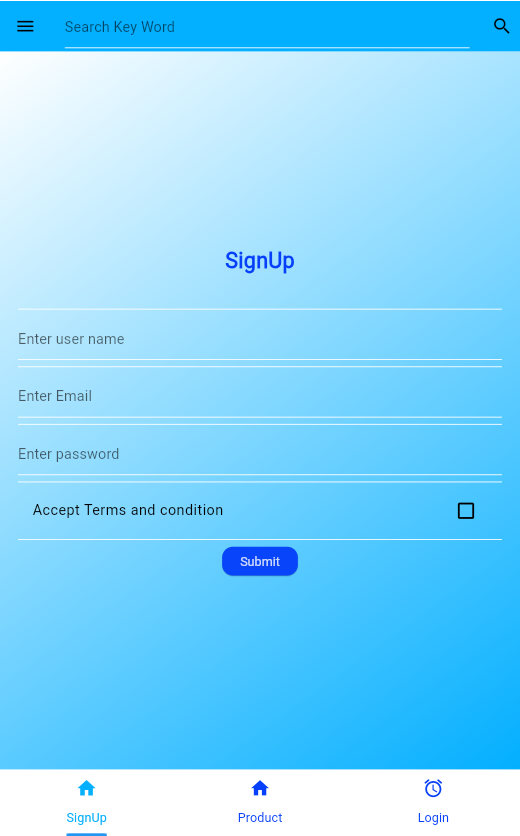 Search Key Word
SignUp
Enter user name
Enter Email
Enter password
Accept Terms and condition
Submit
SignUp Product Login